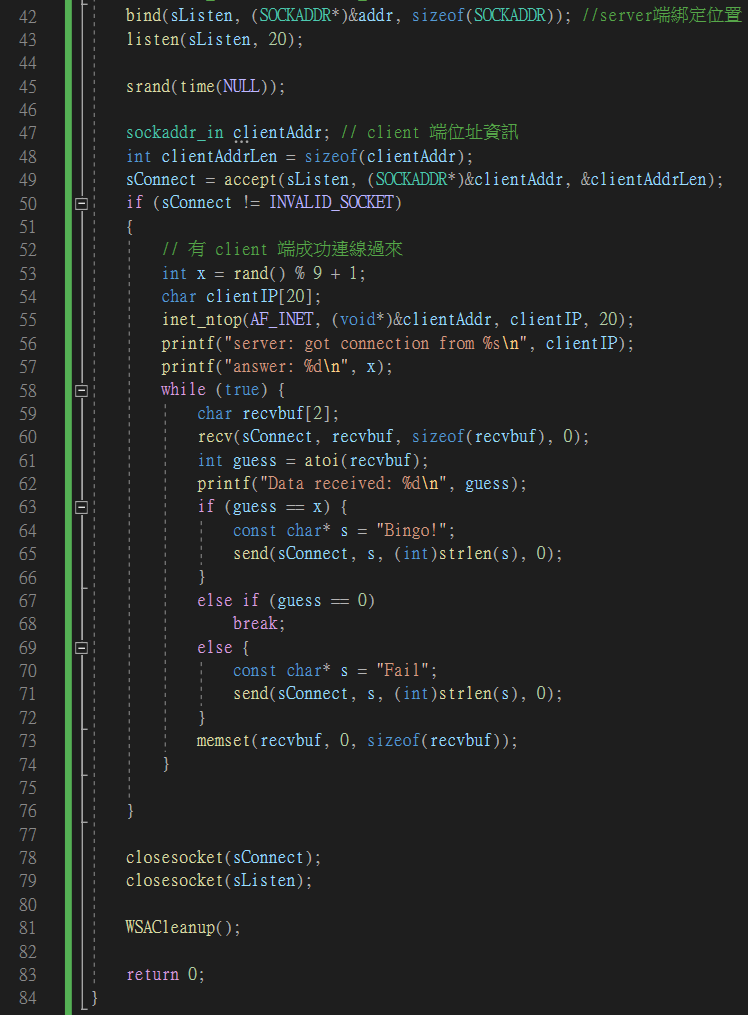 42 bind(sListen, (SOCKADDR*)&addr, sizeof(SOCKADDR)); //server端綁定位置
43 listen(sListen, 20);
44
45 srand(time(NULL));
46
47 sockaddr_in clientAddr; // client 端位址資訊
48 int clientAddrLen = sizeof(clientAddr);
49 sConnect = accept(sListen, (SOCKADDR*)&clientAddr, &clientAddrLen);
50 if (sConnect != INVALID_SOCKET)
51 {
52 // 有 client 端成功連線過來
53 int x = rand() % 9 + 1;
54 char clientIP[20];
55 inet_ntop(AF_INET, (void*)&clientAddr, clientIP, 20);
56 printf("server: got connection from %s\n", clientIP);
57 printf("answer: %d\n", x);
58 while (true) {
59 char recvbuf[2];
60 recv(sConnect, recvbuf, sizeof(recvbuf), 0);
61 int guess = atoi(recvbuf);
62 printf("Data received: %d\n", guess);
63 if (guess == x) {
64 const char* s = "Bingo!";
65 send(sConnect, s, (int)strlen(s), 0);
66 }
67 else if (guess == 0)
68 break;
69 else {
70 const char* s = "Fail";
71 send(sConnect, s, (int)strlen(s), 0);
72 }
73 memset(recvbuf, 0, sizeof(recvbuf));
74 }
75
76 }
77
78 closesocket(sConnect);
79 closesocket(sListen);
80
81 WSACleanup();
82
83 return 0;
84 }